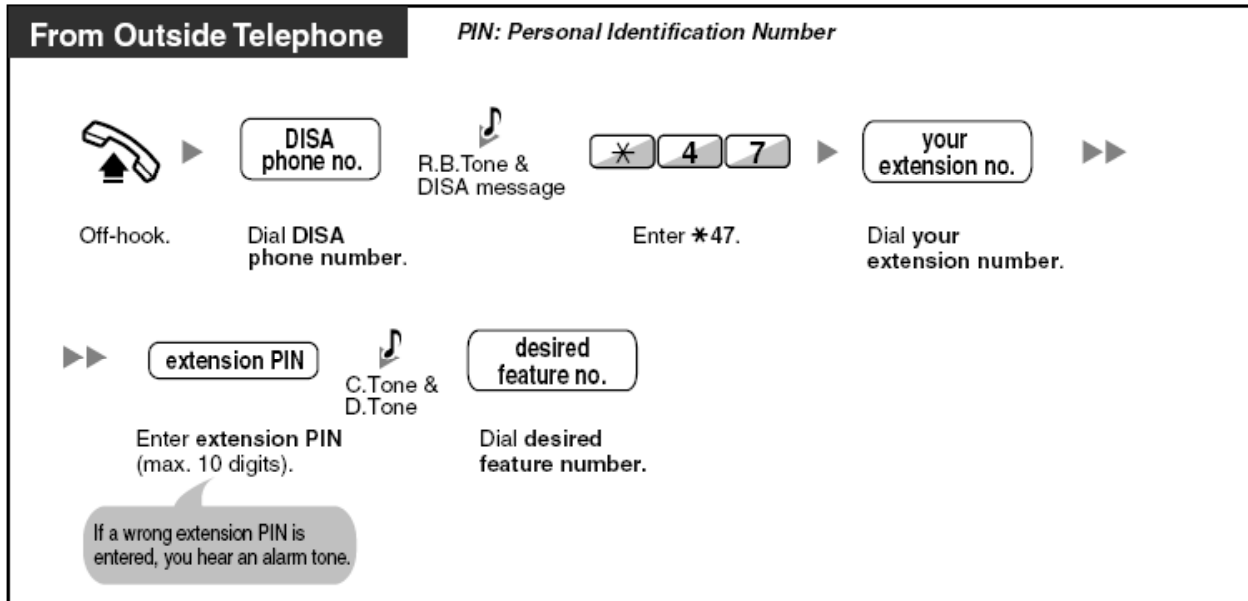 From Outside Telephone
PIN: Personal Identification Number
DISA
phone no.
R.B.Tone &
DISA message
* 4 7
your
extension no.
Off-hook.
Dial DISA
phone number.
Enter *47.
Dial your
extension number.
extension PIN
C.Tone &
D.Tone
desired
feature no.
Enter extension PIN
(max. 10 digits).
Dial desired
feature number.
If a wrong extension PIN is
entered, you hear an alarm tone.